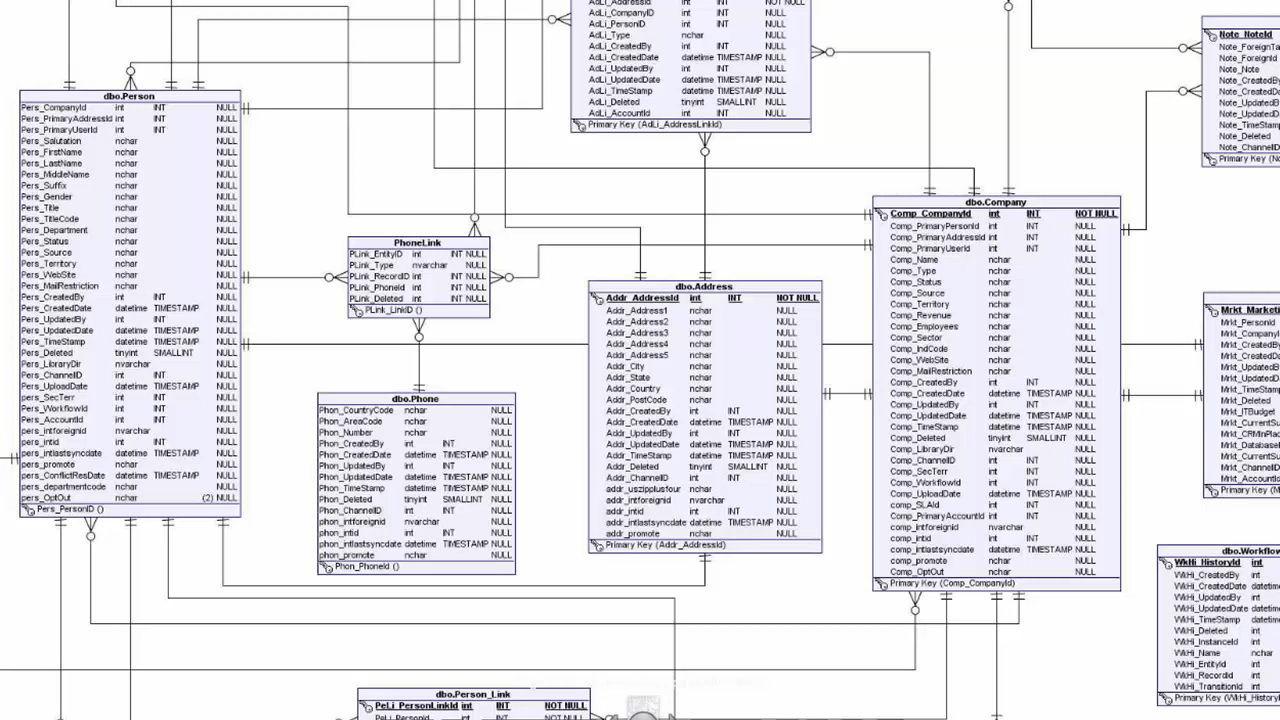 AdLi_AddressId int INT NOT NULL
AdLi_CompanyID int INT NULL
AdLi_PersonID int INT NULL
AdLi_Type nchar NULL
AdLi_CreatedBy int INT NULL
AdLi_CreatedDate datetime TIMESTAMP NULL
AdLi_UpdatedBy int INT NULL
AdLi_UpdatedDate datetime TIMESTAMP NULL
AdLi_TimeStamp datetime TIMESTAMP NULL
AdLi_Deleted tinyint SMALLINT NULL
AdLi_AccountId int INT NULL
Primary Key (AdLi_AddressLinkId)
Note_NoteId
Note_ForeignTa
Note_ForeignId
Note_Note
Note_CreatedBy
Note_CreatedDa
Note_UpdatedB
Note_UpdatedD
Note_TimeStam
Note_Deleted
Note_ChannelID
Primary Key (No
dbo.Person
Pers_CompanyId int INT NULL
Pers_PrimaryAddressId int INT NULL
Pers_PrimaryUserId int INT NULL
Pers_Salutation nchar NULL
Pers_FirstName nchar NULL
Pers_LastName nchar NULL
Pers_MiddleName nchar NULL
Pers_Suffix nchar NULL
Pers_Gender nchar NULL
Pers_Title nchar NULL
Pers_TitleCode nchar NULL
Pers_Department nchar NULL
Pers_Status nchar NULL
Pers_Source nchar NULL
Pers_Territory nchar NULL
Pers_WebSite nchar NULL
Pers_MailRestriction nchar NULL
Pers_CreatedBy int INT NULL
Pers_CreatedDate datetime TIMESTAMP NULL
Pers_UpdatedBy int INT NULL
Pers_UpdatedDate datetime TIMESTAMP NULL
Pers_TimeStamp datetime TIMESTAMP NULL
Pers_Deleted tinyint SMALLINT NULL
Pers_LibraryDir nvarchar NULL
Pers_ChannelID int INT NULL
Pers_UploadDate datetime TIMESTAMP NULL
pers_SecTerr int INT NULL
Pers_WorkflowId int INT NULL
Pers_AccountId int INT NULL
pers_intforeignid nvarchar NULL
pers_intid int INT NULL
pers_intlastsyncdate datetime TIMESTAMP NULL
pers_promote nchar NULL
pers_ConflictResDate datetime TIMESTAMP NULL
pers_departmentcode nchar NULL
pers_OptOut nchar (2) NULL
Pers_PersonID ()
PhoneLink
PLink_EntityID int INT NULL
PLink_Type nvarchar NULL
PLink_RecordID int INT NULL
PLink_PhoneId int INT NULL
PLink_Deleted int INT NULL
PLink_LinkID ()
dbo.Phone
Phon_CountryCode nchar NULL
Phon_AreaCode nchar NULL
Phon_Number nchar NULL
Phon_CreatedBy int INT NULL
Phon_CreatedDate datetime TIMESTAMP NULL
Phon_UpdatedBy int INT NULL
Phon_UpdatedDate datetime TIMESTAMP NULL
Phon_TimeStamp datetime TIMESTAMP NULL
Phon_Deleted tinyint SMALLINT NULL
Phon_ChannelID int INT NULL
phon_intforeignid nvarchar NULL
phon_intid int INT NULL
phon_intlastsyncdate datetime TIMESTAMP NULL
phon_promote nchar NULL
Phon_PhoneId ()
dbo.Address
Addr_AddressId int INT NOT NULL
Addr_Address1 nchar NULL
Addr_Address2 nchar NULL
Addr_Address3 nchar NULL
Addr_Address4 nchar NULL
Addr_Address5 nchar NULL
Addr_City nchar NULL
Addr_State nchar NULL
Addr_Country nchar NULL
Addr_PostCode nchar NULL
Addr_CreatedBy int INT NULL
Addr_CreatedDate datetime TIMESTAMP NULL
Addr_UpdatedBy int INT NULL
Addr_UpdatedDate datetime TIMESTAMP NULL
Addr_TimeStamp datetime TIMESTAMP NULL
Addr_Deleted tinyint SMALLINT NULL
Addr_ChannelID int INT NULL
addr_uszipplusfour nchar NULL
addr_intforeignid nvarchar NULL
addr_intid int INT NULL
addr_intlastsyncdate datetime TIMESTAMP NULL
addr_promote nchar NULL
Primary Key (Addr_AddressId)
dbo.Company
Comp_CompanyId int INT NOT NULL
Comp_PrimaryPersonId int INT NULL
Comp_PrimaryAddressId int INT NULL
Comp_PrimaryUserId int INT NULL
Comp_Name nchar NULL
Comp_Type nchar NULL
Comp_Status nchar NULL
Comp_Source nchar NULL
Comp_Territory nchar NULL
Comp_Revenue nchar NULL
Comp_Employees nchar NULL
Comp_Sector nchar NULL
Comp_IndCode nchar NULL
Comp_WebSite nchar NULL
Comp_MailRestriction nchar NULL
Comp_CreatedBy int INT NULL
Comp_CreatedDate datetime TIMESTAMP NULL
Comp_UpdatedBy int INT NULL
Comp_UpdatedDate datetime TIMESTAMP NULL
Comp_TimeStamp datetime TIMESTAMP NULL
Comp_Deleted tinyint SMALLINT NULL
Comp_LibraryDir nvarchar NULL
Comp_ChannelID int INT NULL
Comp_SecTerr int INT NULL
Comp_WorkflowId int INT NULL
Comp_UploadDate datetime TIMESTAMP NULL
comp_SLAId int INT NULL
Comp_PrimaryAccountId int INT NULL
comp_intforeignid nvarchar NULL
comp_intid int INT NULL
comp_intlastsyncdate datetime TIMESTAMP NULL
comp_promote nchar NULL
Comp_OptOut nchar NULL
Primary Key (Comp_CompanyId)
Mrkt_Marketi
Mrkt_PersonId
Mrkt_Company
Mrkt_CreatedB
Mrkt_CreatedD
Mrkt_Updated
Mrkt_UpdatedD
Mrkt_TimeStam
Mrkt_Deleted
Mrkt_ITBudget
Mrkt_CurrentSu
Mrkt_CRMinPla
Mrkt_Database
Mrkt_CurrentSu
Mrkt_ChannelI
Mrkt_AccountI
Primary Key (M
dbo.Workflow
WkHi_HistoryId int
WkHi_CreatedBy int
WkHi_CreatedDate datetim
WkHi_UpdatedBy int
WkHi_UpdatedDate datetim
WkHi_TimeStamp datetime
WkHi_Deleted int
WkHi_InstanceId int
WkHi_Name nchar
WkHi_EntityId int
WkHi_RecordId int
WkHi_TransitionId int
Primary Key (WkHi_History
dbo.Person_Link
PeLi_PersonLinkId int INT NOT NULL
PeLi_PersonId int INT NULL